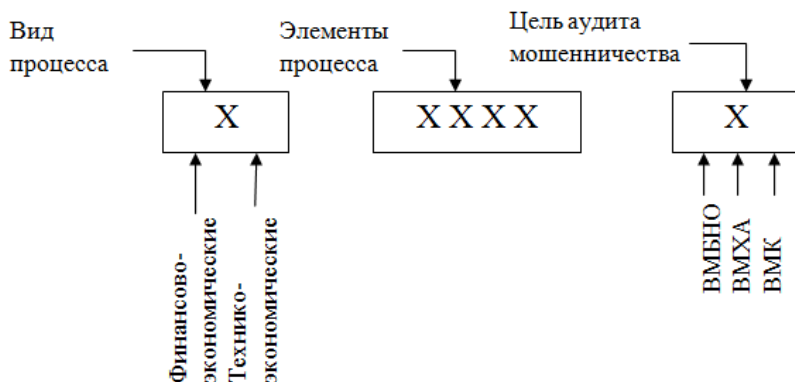 Вид
процесса
Элементы
процесса
Цель аудита
мошенничества
X
X X X X
X
Финансово-
экономические
Технико-
экономические
ВМБНО
ВМХА
ВМК